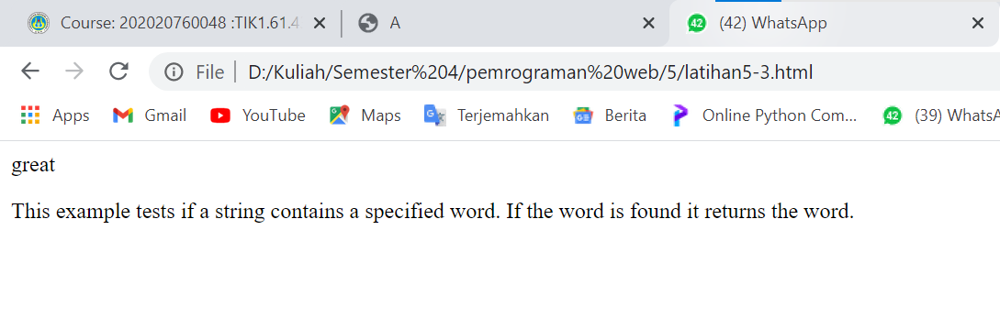 Course: 202020760048 :TIK1.61.4
A
(42) WhatsApp
File
D:/Kuliah/Semester%204/pemrograman%20web/5/latihan5-3.html
Apps
Gmail
YouTube
Maps
Terjemahkan
Berita
Online Python Com...
(39) WhatsA
great
This example tests if a string contains a specified word. If the word is found it returns the word.